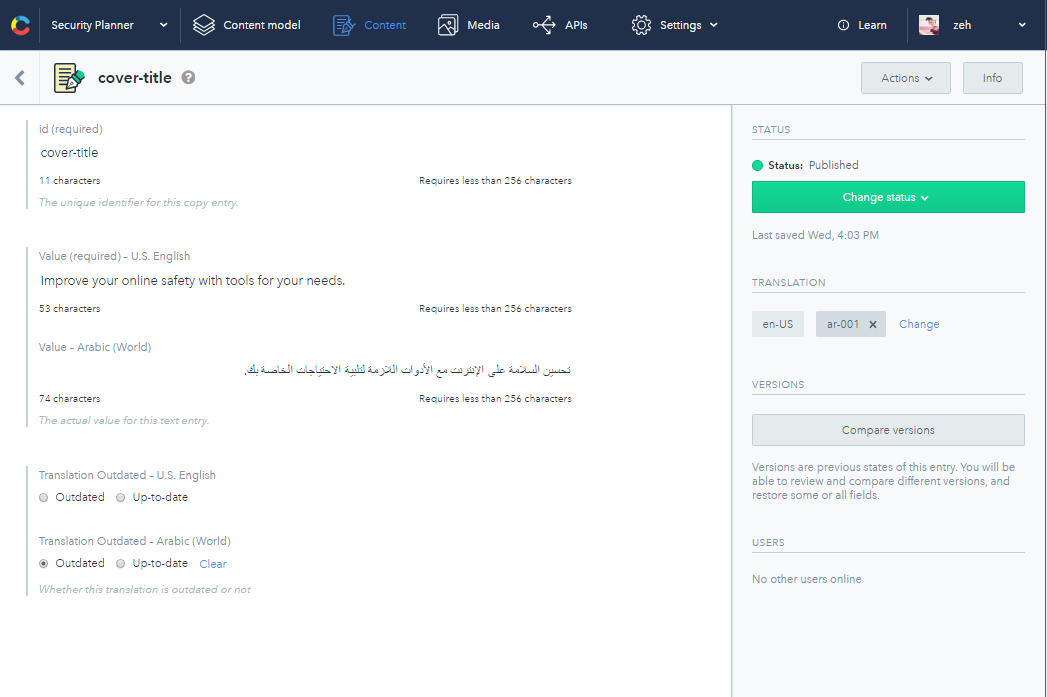 Security Planner
Content model
Content
Media
APIs
Settings
Learn
zeh
cover-title ?
Actions
Info
id (required)
cover-title
11 characters Requires less than 256 characters
The unique identifier for this copy entry.
Value (required) – U.S. English
Improve your online safety with tools for your needs.
53 characters Requires less than 256 characters
Value – Arabic (World)
تحسين السلامة على الإنترنت مع الأدوات اللازمة لتلبية الاحتياجات الخاصة بك.
74 characters Requires less than 256 characters
The actual value for this text entry.
Translation Outdated – U.S. English
Outdated Up-to-date
Translation Outdated – Arabic (World)
Outdated Up-to-date Clear
Whether this translation is outdated or not
STATUS
Status: Published
Change status
Last saved Wed, 4:03 PM
TRANSLATION
en-US ar-001 x Change
VERSIONS
Compare versions
Versions are previous states of this entry. You will be
able to review and compare different versions, and
restore some or all fields.
USERS
No other users online